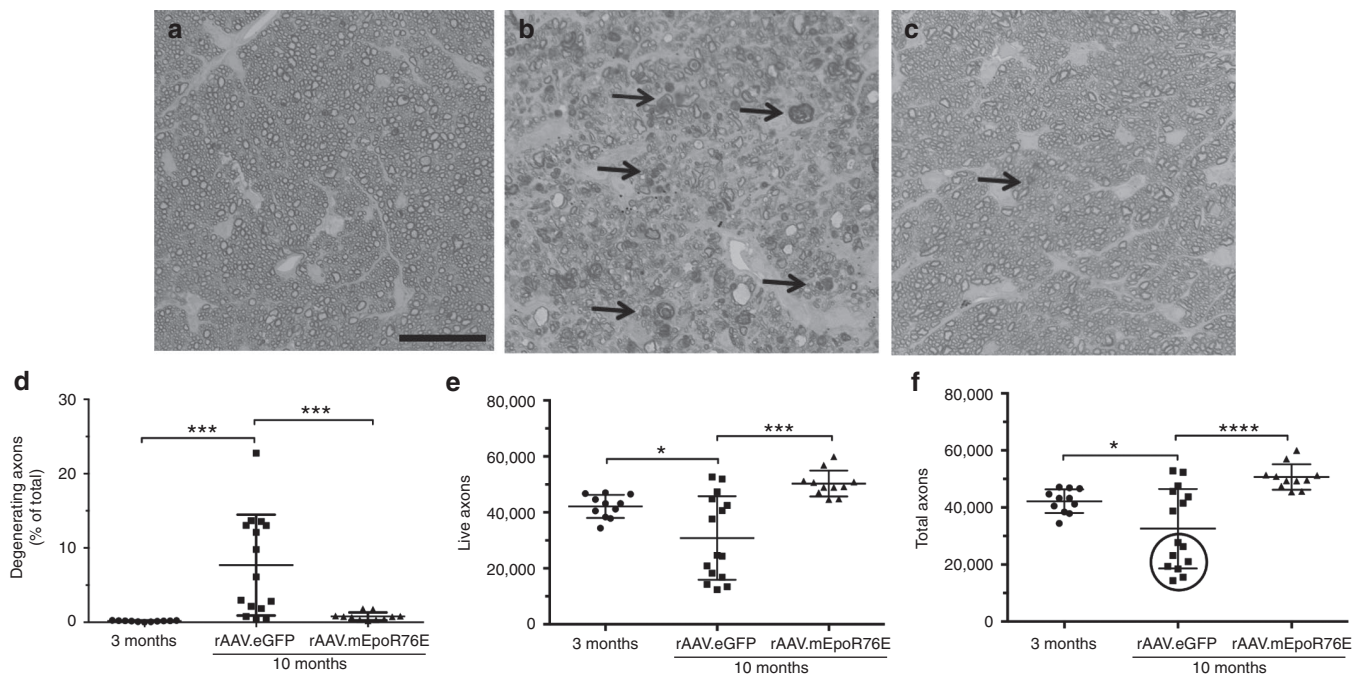 a
b
c
d
Degenerating axons
(% of total)
30
20
10
0
***
***
3 months
rAAV.eGFP
rAAV.mEpoR76E
10 months
e
Live axons
80,000
60,000
40,000
20,000
0
*
***
3 months
rAAV.eGFP
rAAV.mEpoR76E
10 months
f
Total axons
80,000
60,000
40,000
20,000
0
*
****
3 months
rAAV.eGFP
rAAV.mEpoR76E
10 months